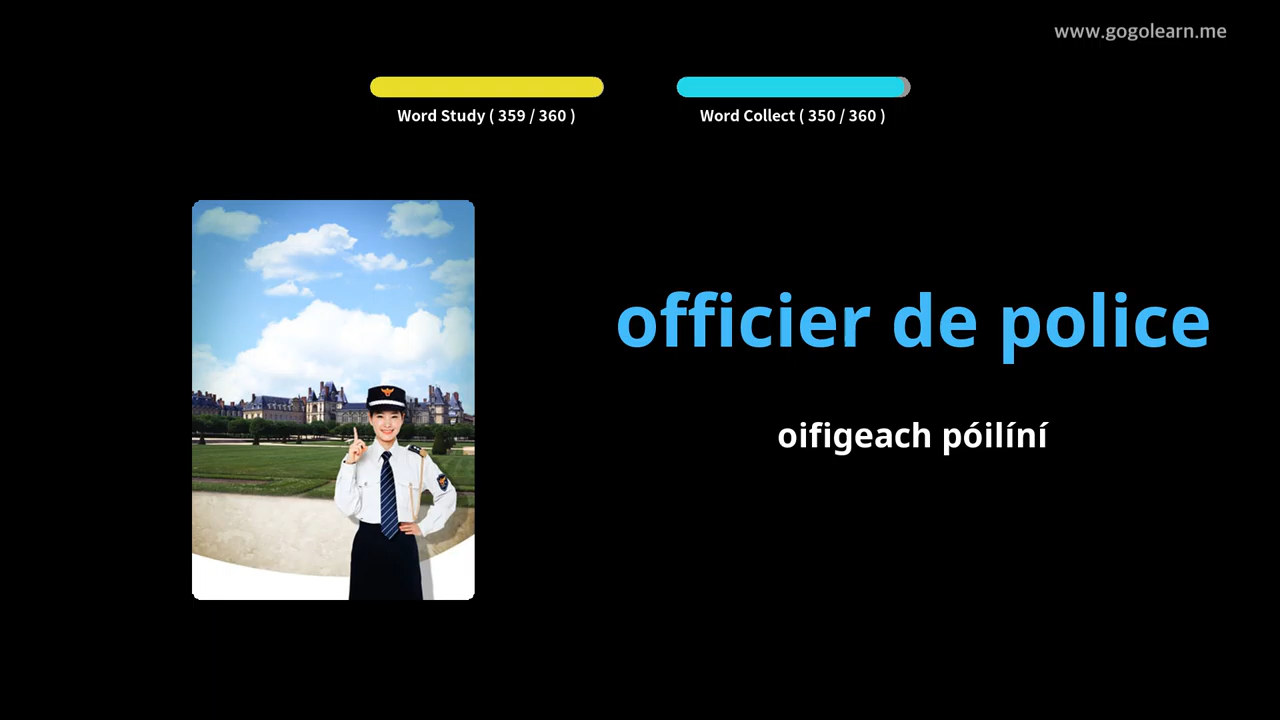 www.gogolearn.me
Word Study ( 359 / 360 )
Word Collect ( 350 / 360 )
officier de police
oifigeach póilíní